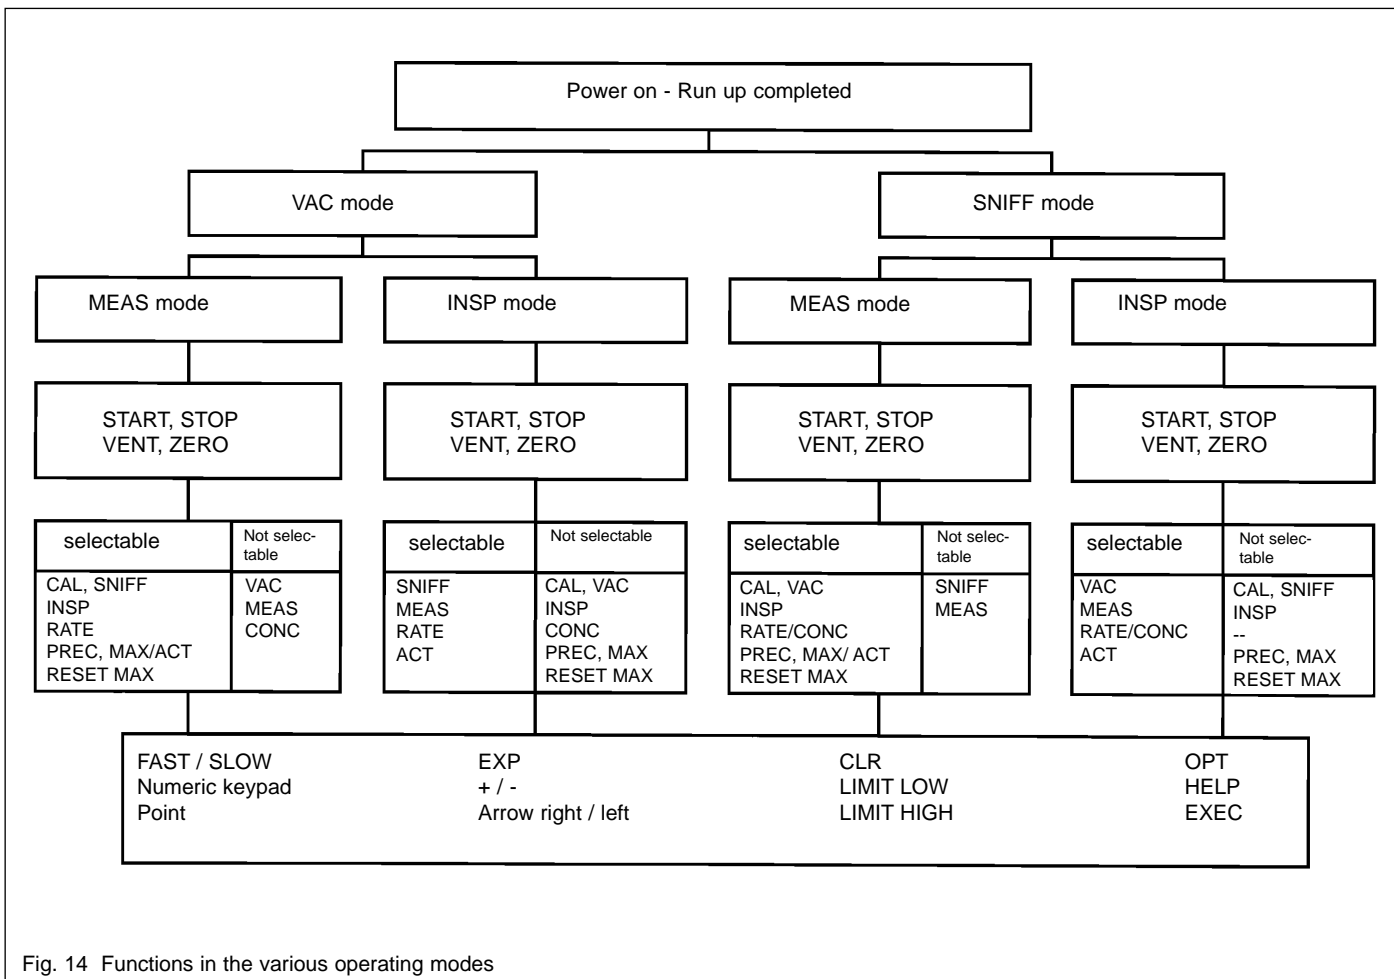 Power on - Run up completed
VAC mode
SNIFF mode
MEAS mode
INSP mode
MEAS mode
INSP mode
START, STOP
VENT, ZERO
START, STOP
VENT, ZERO
START, STOP
VENT, ZERO
START, STOP
VENT, ZERO
selectable
Not selec-
table
CAL, SNIFF
INSP
RATE
PREC, MAX/ACT
RESET MAX
VAC
MEAS
CONC
selectable
Not selectable
SNIFF
MEAS
RATE
ACT
CAL, VAC
INSP
CONC
PREC, MAX
RESET MAX
selectable
Not selec-
table
CAL, VAC
INSP
RATE/CONC
PREC, MAX/ ACT
RESET MAX
SNIFF
MEAS
selectable
Not selec-
table
VAC
MEAS
RATE/CONC
ACT
CAL, SNIFF
INSP
--
PREC, MAX
RESET MAX
FAST / SLOW
Numeric keypad
Point
EXP
+ / -
Arrow right / left
CLR
LIMIT LOW
LIMIT HIGH
OPT
HELP
EXEC
Fig. 14 Functions in the various operating modes